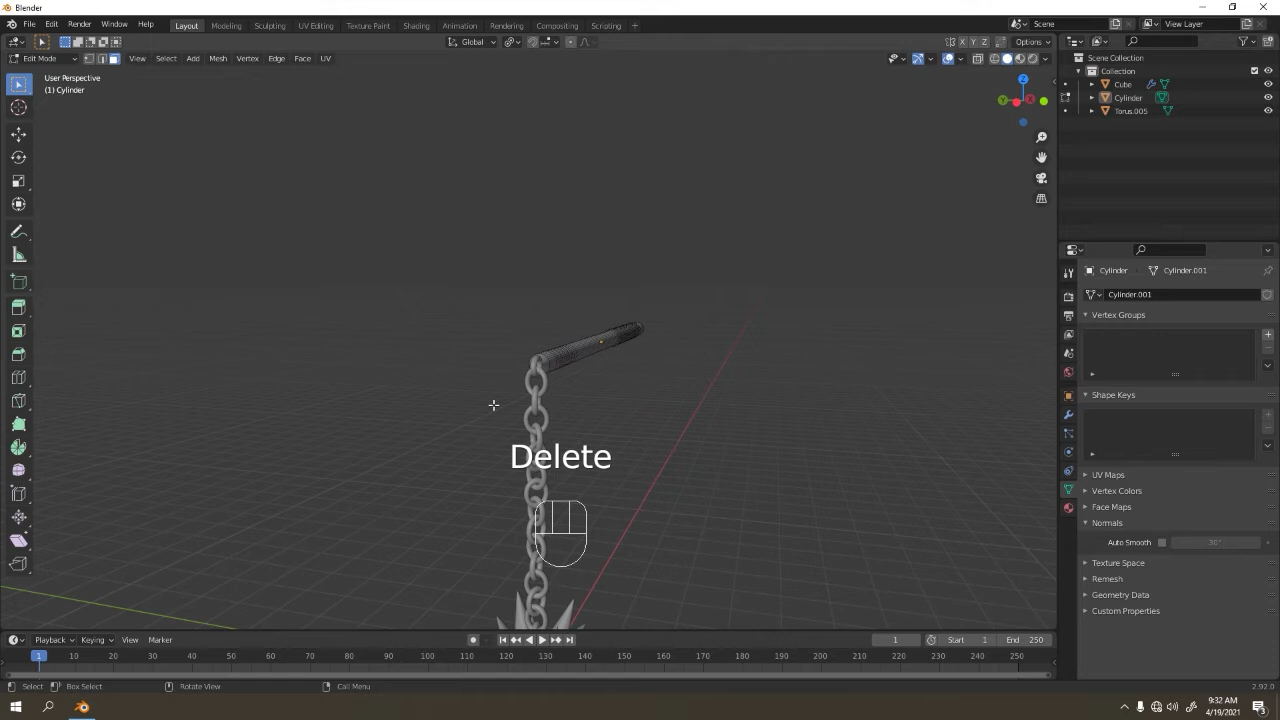 Blender
File Edit Render Window Help Layout Modeling Sculpting UV Editing Texture Paint Shading Animation Rendering Compositing Scripting + Scene View Layer
Global Options
Edit Mode View Select Add Mesh Vertex Edge Face UV
User Perspective
(1) Cylinder
Z
Y
X
Scene Collection
Collection
Cube
Cylinder
Torus.005
Cylinder Cylinder.001
Cylinder.001
Vertex Groups
Shape Keys
UV Maps
Vertex Colors
Face Maps
Normals
Auto Smooth 30°
Texture Space
Remesh
Geometry Data
Custom Properties
Delete
Playback Keying View Marker 1 Start 1 End 250
1 10 20 30 40 50 60 70 80 90 100 110 120 130 140 150 160 170 180 190 200 210 220 230 240 250
Select Box Select Rotate View Call Menu 2.92.0
9:32 AM
4/19/2021